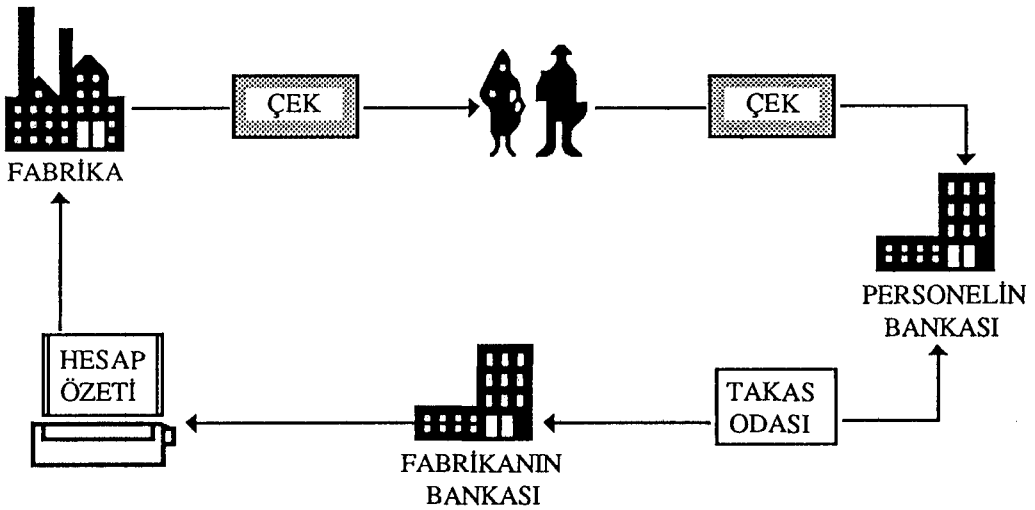 ÇEK
ÇEK
FABRİKA
PERSONELİN
BANKASI
HESAP
ÖZETİ
TAKAS
ODASI
FABRİKANIN
BANKASI